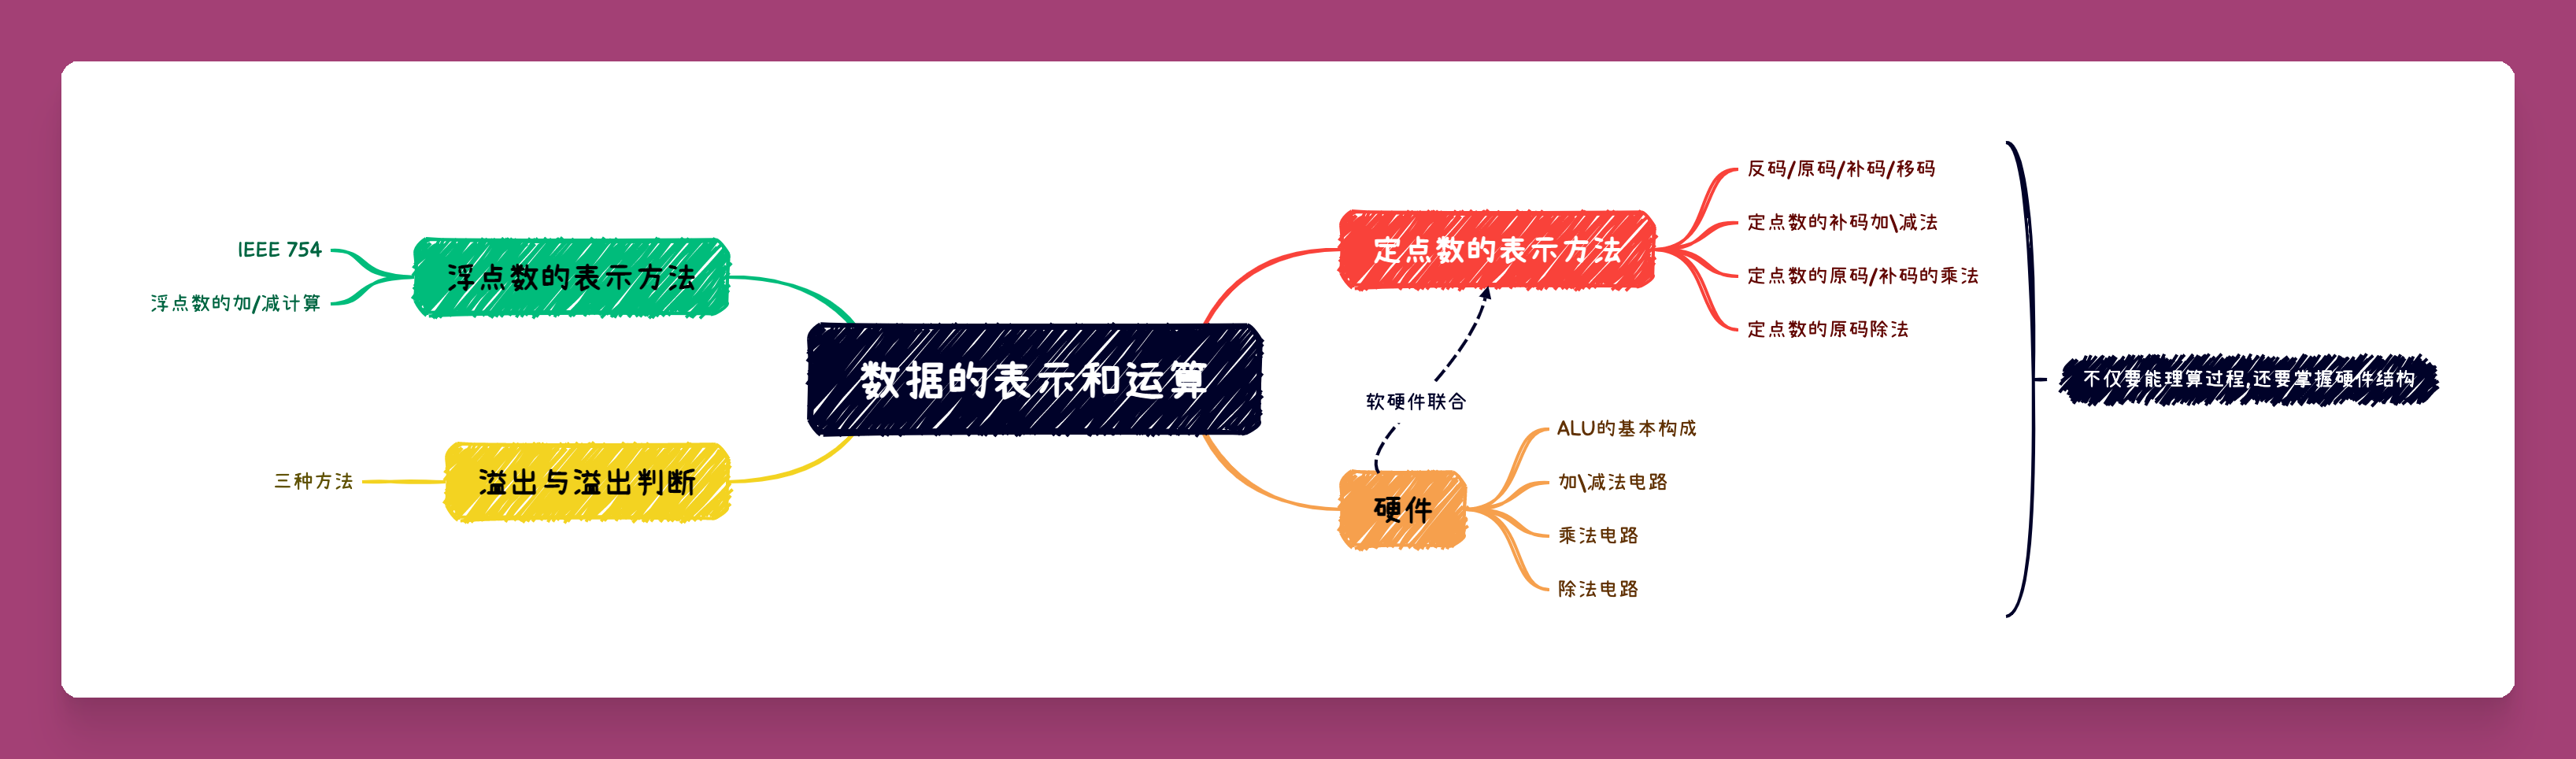 数据的表示和运算
定点数的表示方法
反码/原码/补码/移码
定点数的补码加\减法
定点数的原码/补码的乘法
定点数的原码除法
软硬件联合
硬件
ALU的基本构成
加\减法电路
乘法电路
除法电路
不仅要能理算过程,还要掌握硬件结构
浮点数的表示方法
IEEE 754
浮点数的加/减计算
溢出与溢出判断
三种方法